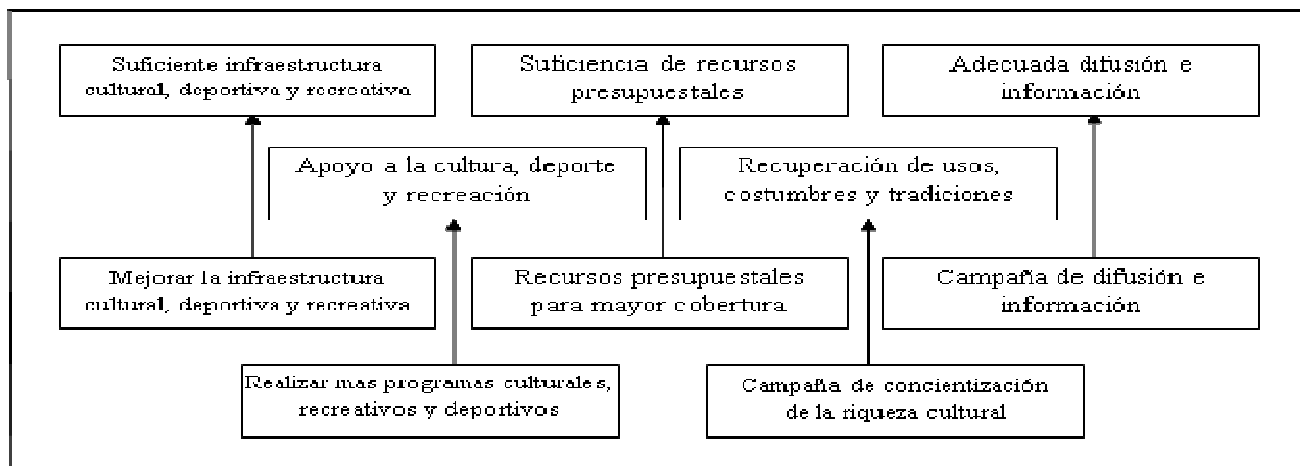 Suficiente infraestructura
cultural, deportiva y recreativa
Suficiencia de recursos
presupuestales
Adecuada difusión e
información
Apoyo a la cultura, deporte
y recreación
Recuperación de usos,
costumbres y tradiciones
Mejorar la infraestructura
cultural, deportiva y recreativa
Recursos presupuestales
para mayor cobertura
Campaña de difusión e
información
Realizar mas programas culturales,
recreativos y deportivos
Campaña de concientización
de la riqueza cultural